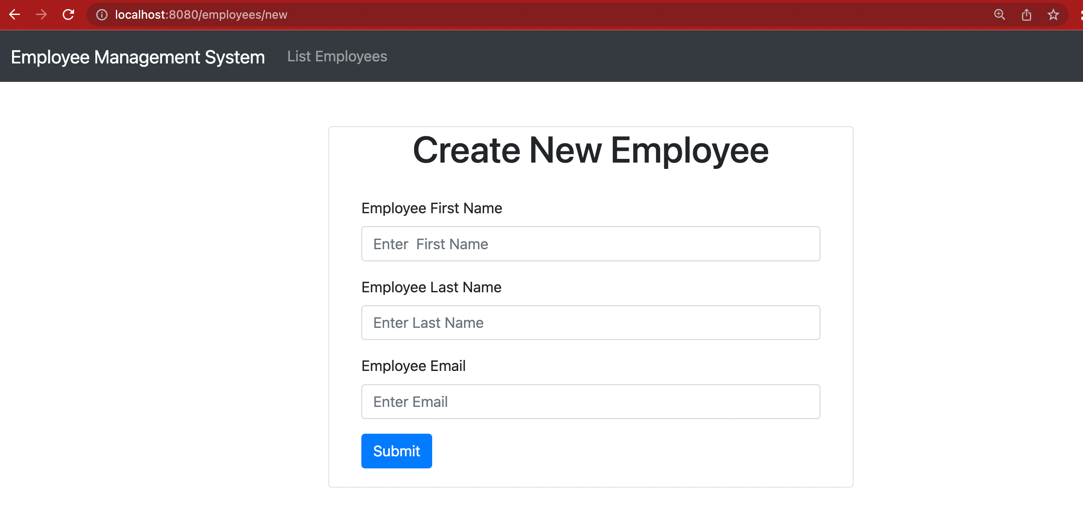 localhost:8080/employees/new
Employee Management System List Employees
Create New Employee
Employee First Name
Enter  First Name
Employee Last Name
Enter Last Name
Employee Email
Enter Email
Submit